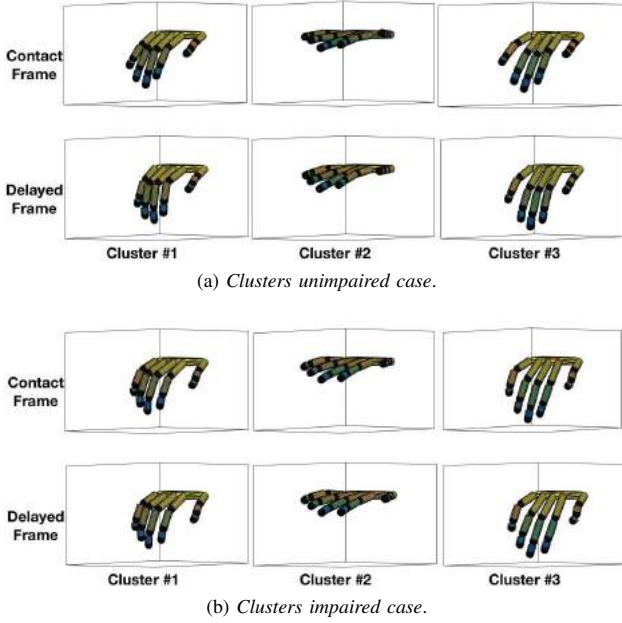 Contact
Frame
Delayed
Frame
Cluster #1 Cluster #2 Cluster #3
(a) Clusters unimpaired case.
Contact
Frame
Delayed
Frame
Cluster #1 Cluster #2 Cluster #3
(b) Clusters impaired case.